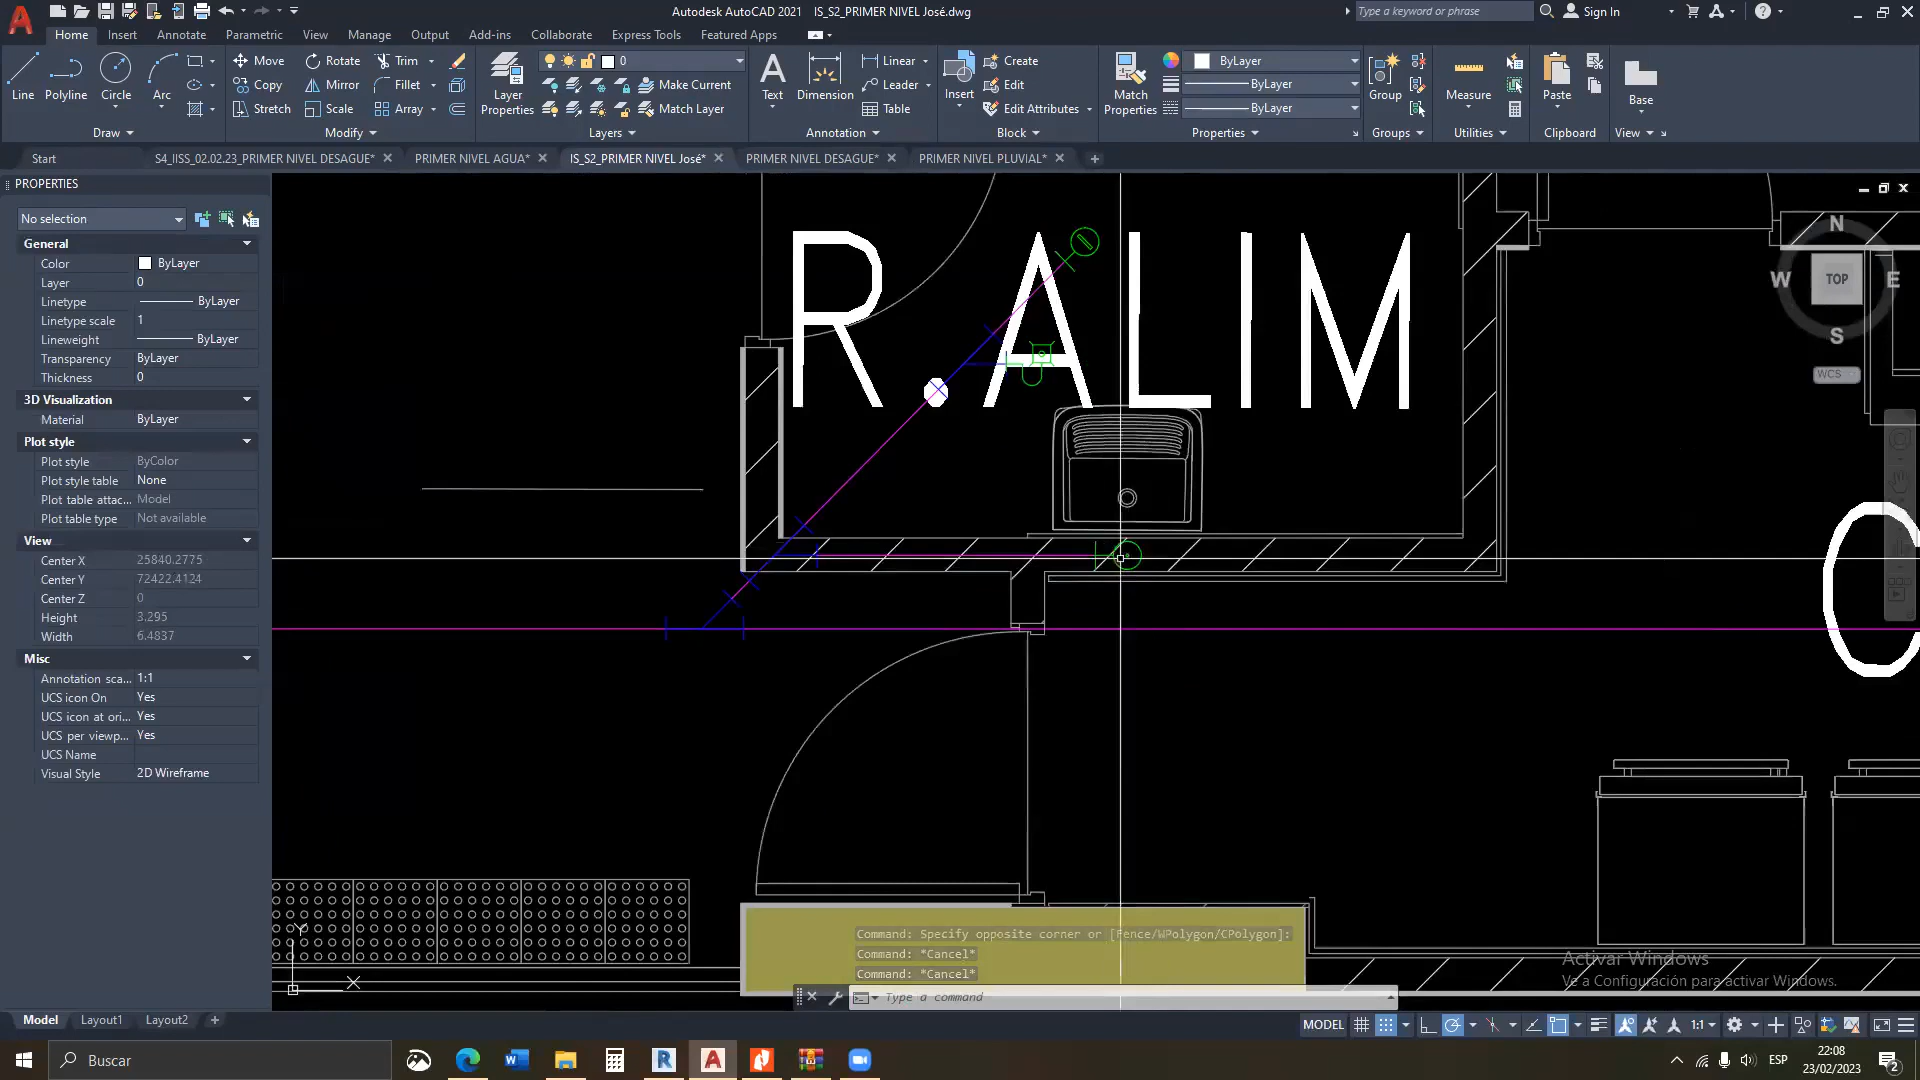 Autodesk AutoCAD 2021 IS_S2_PRIMER NIVEL José.dwg
Type a keyword or phrase
Sign In
Home Insert Annotate Parametric View Manage Output Add-ins Collaborate Express Tools Featured Apps
Line Polyline Circle Arc
Move Rotate Trim
Copy Mirror Fillet
Stretch Scale Array
Layer Properties
0
Make Current
Match Layer
Text Dimension
Linear
Leader
Table
Insert
Create
Edit
Edit Attributes
Match Properties
ByLayer
ByLayer
ByLayer
Group
Measure
Paste
Base
Draw Modify Layers Annotation Block Properties Groups Utilities Clipboard View
Start S4_IISS_02.02.23_PRIMER NIVEL DESAGUE* PRIMER NIVEL AGUA* IS_S2_PRIMER NIVEL José* PRIMER NIVEL DESAGUE* PRIMER NIVEL PLUVIAL*
PROPERTIES
No selection
General
Color ByLayer
Layer 0
Linetype ByLayer
Linetype scale 1
Lineweight ByLayer
Transparency ByLayer
Thickness 0
3D Visualization
Material ByLayer
Plot style
Plot style ByColor
Plot style table None
Plot table attac... Model
Plot table type Not available
View
Center X 25840.2775
Center Y 72422.4124
Center Z 0
Height 3.295
Width 6.4837
Misc
Annotation sca... 1:1
UCS icon On Yes
UCS icon at ori... Yes
UCS per viewp... Yes
UCS Name
Visual Style 2D Wireframe
R. ALIM
N
W TOP E
S
WCS
Y
X
Command: Specify opposite corner or [Fence/WPolygon/CPolygon]:
Command: *Cancel*
Command: *Cancel*
Type a command
Activar Windows
Ve a Configuración para activar Windows.
Model Layout1 Layout2
MODEL 1:1
Buscar
ESP
22:08
23/02/2023
2